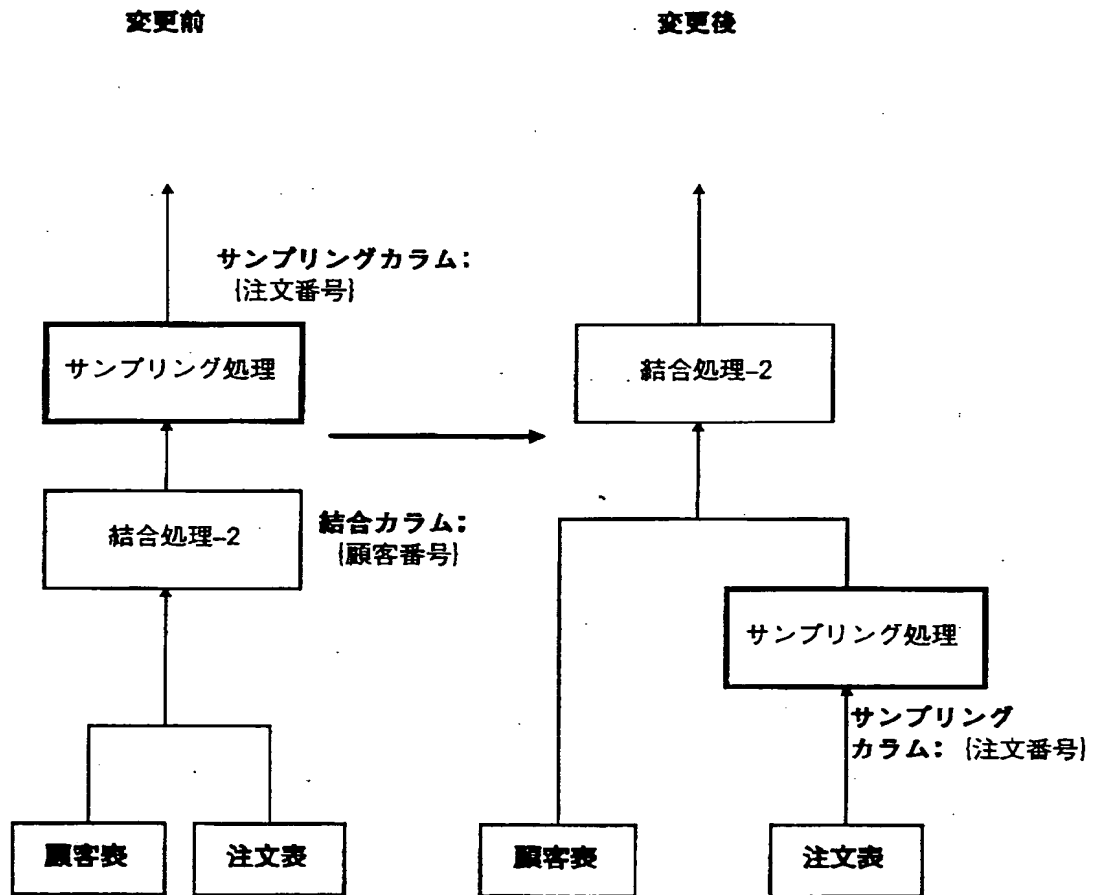 変更前
変更後
サンプリングカラム:
{注文番号}
サンプリング処理
結合処理-2
結合処理-2
結合カラム:
{顧客番号}
サンプリング処理
サンプリング
カラム: {注文番号}
顧客表
注文表
顧客表
注文表